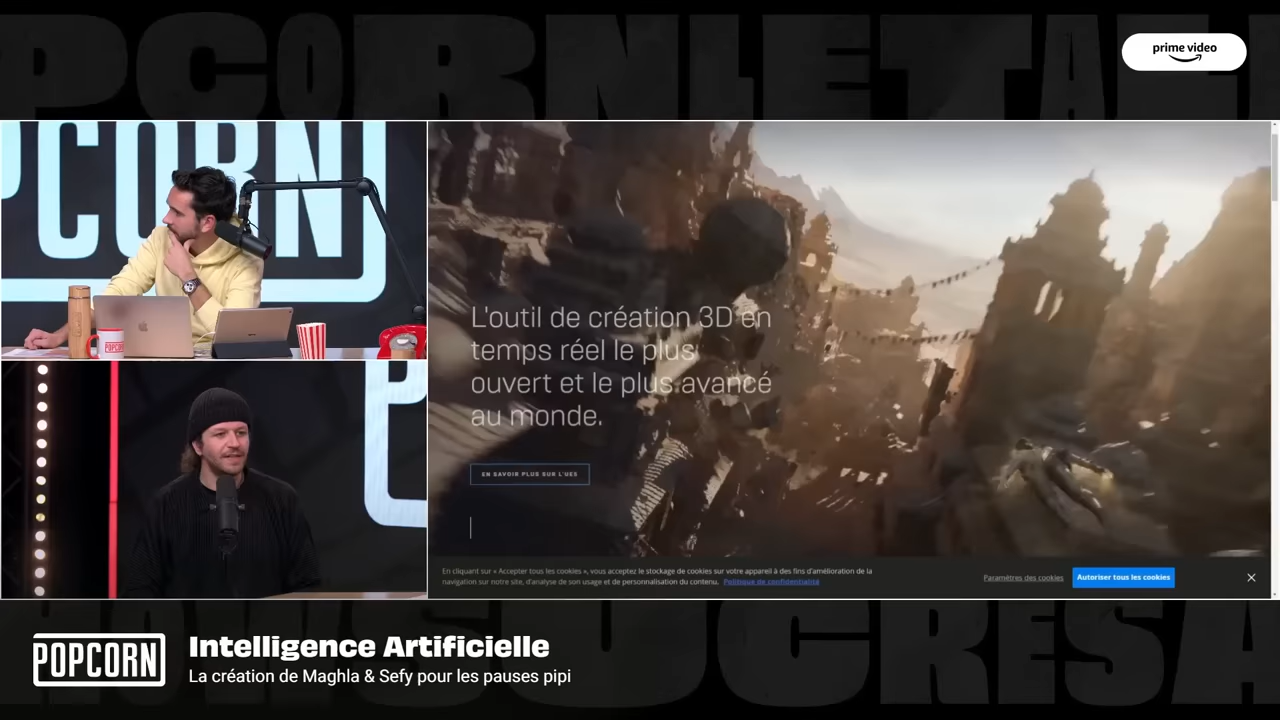 prime video
L'outil de création 3D en
temps réel le plus
ouvert et le plus avancé
au monde.
EN SAVOIR PLUS SUR L'UE5
En cliquant sur « Accepter tous les cookies », vous acceptez le stockage de cookies sur votre appareil à des fins d'amélioration de la
navigation sur notre site, d'analyse de son usage et de personnalisation du contenu. Politique de confidentialité
Paramètres des cookies
Autoriser tous les cookies
POPCORN
POPCORN
Intelligence Artificielle
La création de Maghla & Sefy pour les pauses pipi